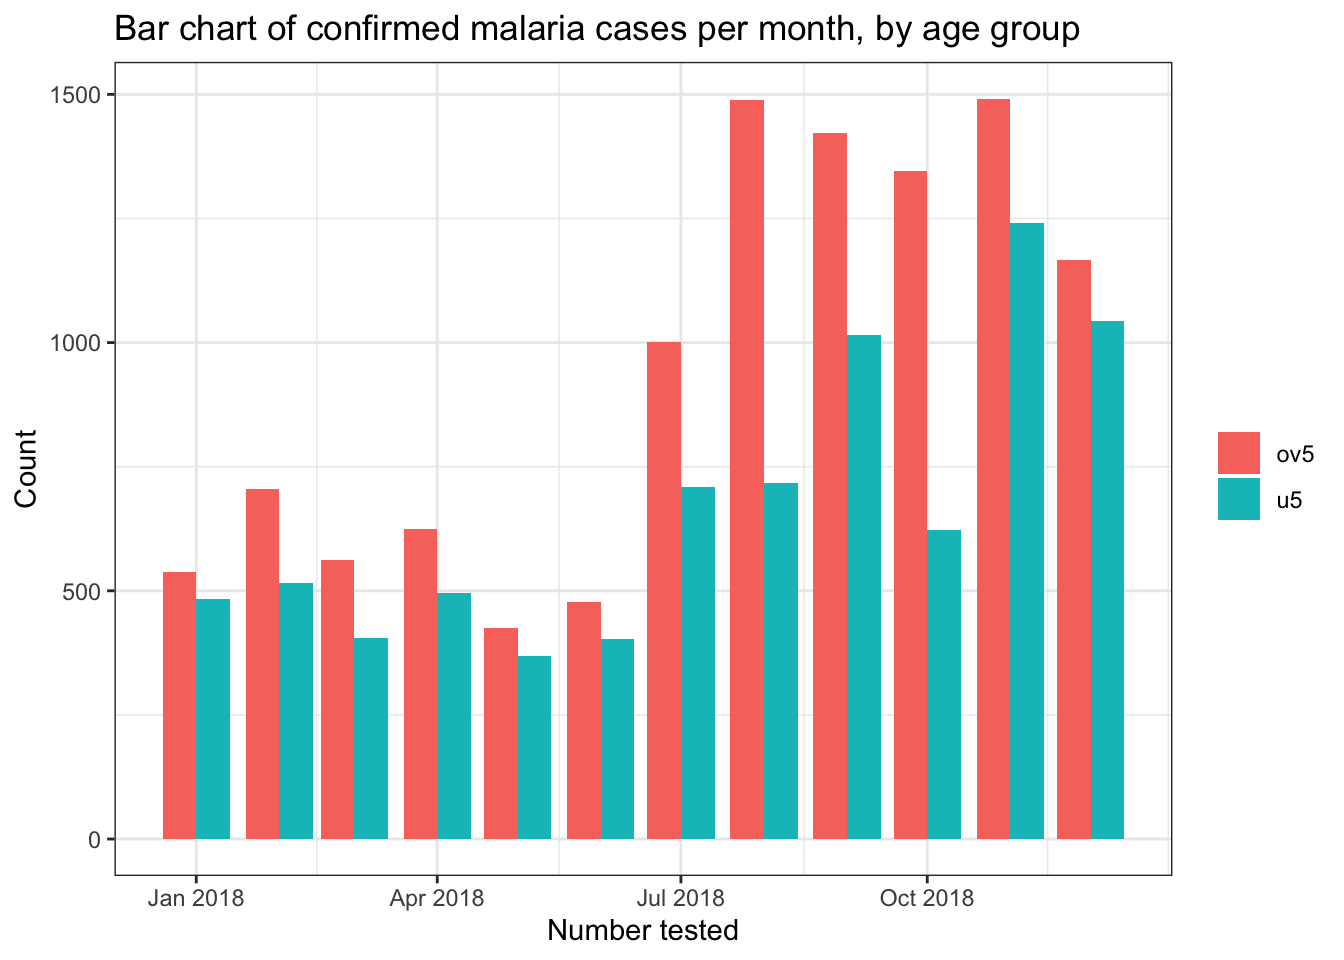 Bar chart of confirmed malaria cases per month, by age group
1500
1000
500
0
Count
Jan 2018 Apr 2018 Jul 2018 Oct 2018
Number tested
ov5
u5